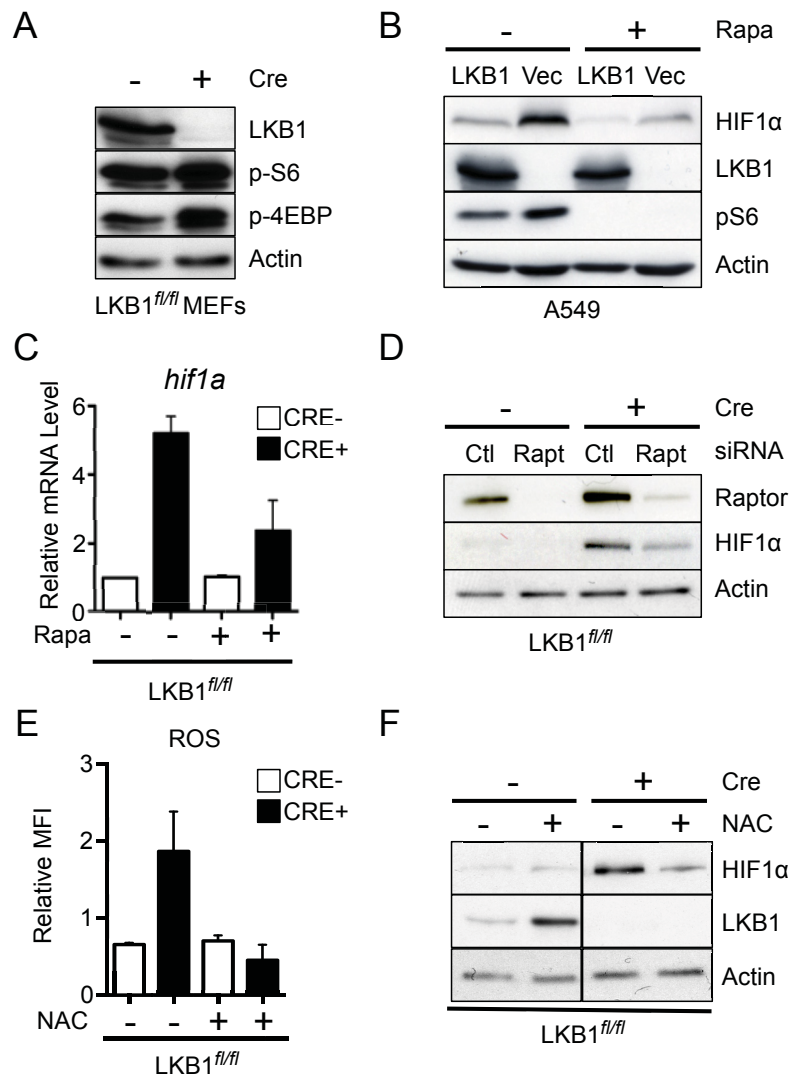 A
- + Cre
LKB1
p-S6
p-4EBP
Actin
LKB1fl/fl MEFs
B
- + Rapa
LKB1 Vec LKB1 Vec
HIF1α
LKB1
pS6
Actin
A549
C
hif1a
Relative mRNA Level
6
4
2
0
CRE-
CRE+
Rapa - - + +
LKB1fl/fl
D
- + Cre
Ctl Rapt Ctl Rapt siRNA
Raptor
HIF1α
Actin
LKB1fl/fl
E
ROS
Relative MFI
3
2
1
0
CRE-
CRE+
NAC - - + +
LKB1fl/fl
F
- + Cre
- + - + NAC
HIF1α
LKB1
Actin
LKB1fl/fl